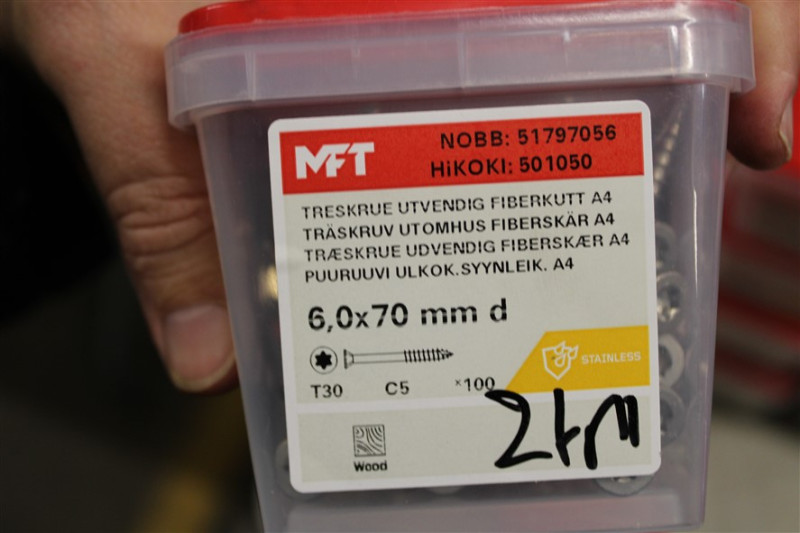 MFT
NOBB: 51797056
HiKOKI: 501050
TRESKRUE UTVENDIG FIBERKUTT A4
TRÄSKRUV UTOMHUS FIBERSKÄR A4
TRÆSKRUE UDVENDIG FIBERSKÆR A4
PUURUUVI ULKOK.SYYNLEIK. A4
6,0x70 mm d
STAINLESS
T30 C5 x100
Wood